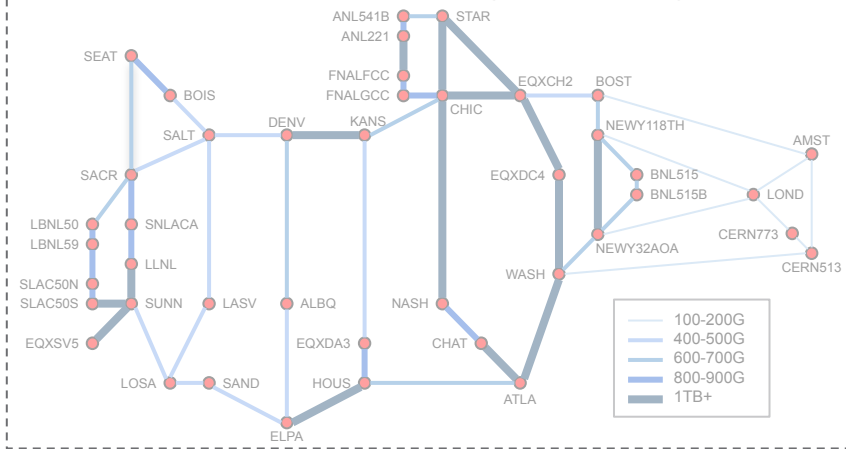 ANL541B
STAR
ANL221
SEAT
FNALFCC
EQXCH2
BOST
BOIS
FNALGCC
CHIC
DENV
KANS
NEWY118TH
SALT
AMST
SACR
EQXDC4
BNL515
BNL515B
LOND
LBNL50
SNLACA
CERN773
LBNL59
NEWY32AOA
LLNL
WASH
CERN513
SLAC50N
SLAC50S
SUNN
LASV
ALBQ
NASH
100-200G
EQXSV5
EQXDA3
CHAT
400-500G
600-700G
LOSA
SAND
HOUS
ATLA
800-900G
1TB+
ELPA